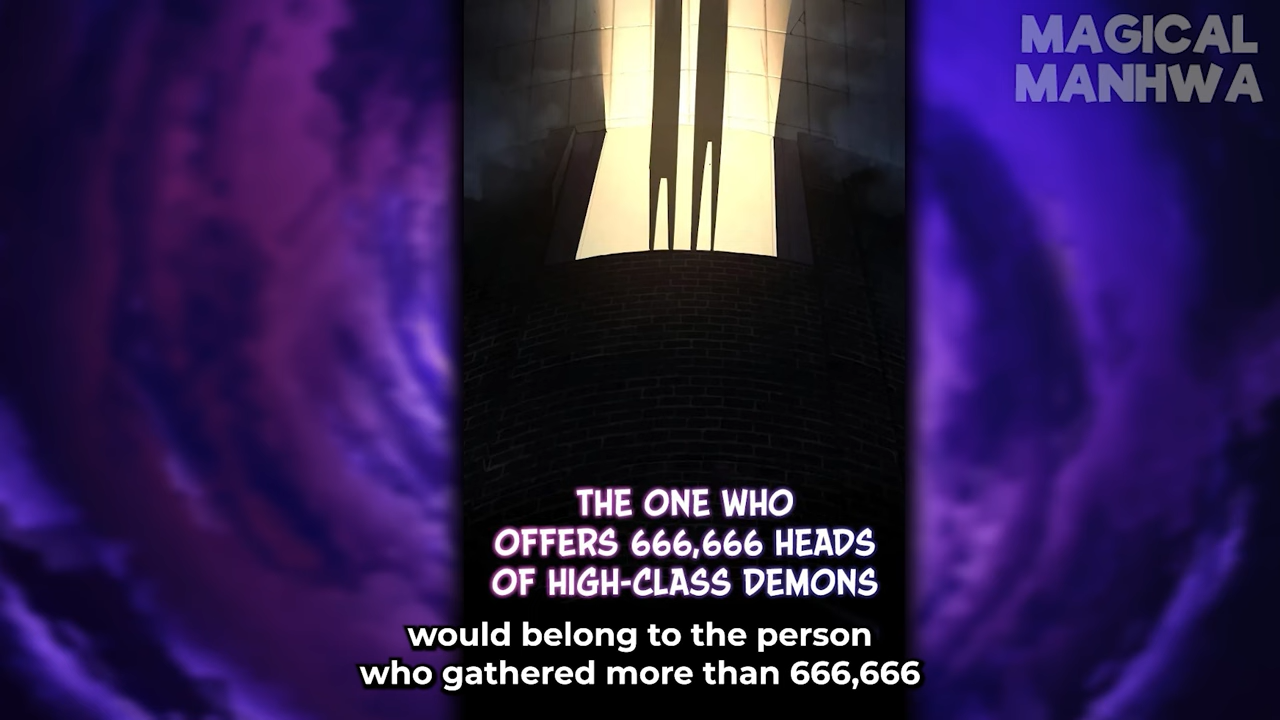 MAGICAL
MANHWA
THE ONE WHO
OFFERS 666,666 HEADS
OF HIGH-CLASS DEMONS
would belong to the person
who gathered more than 666,666